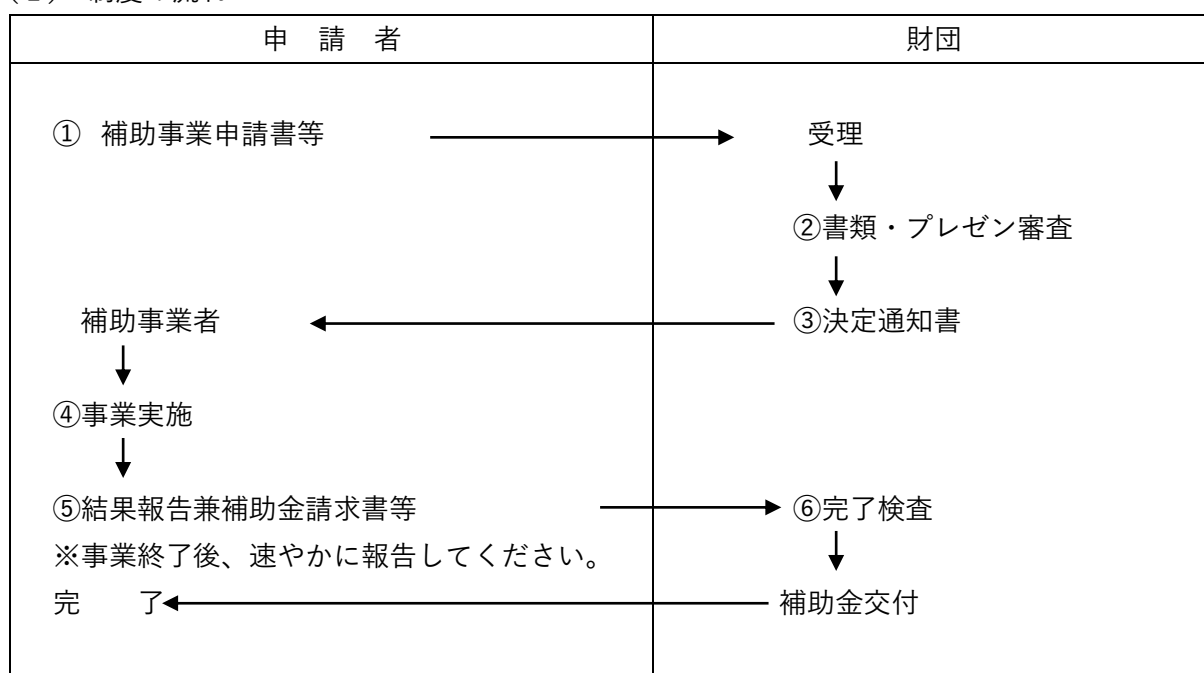 申　請　者　財団
①　補助事業申請書等　受理
②書類・プレゼン審査
補助事業者　③決定通知書
④事業実施
⑤結果報告兼補助金請求書等　⑥完了検査
※事業終了後、速やかに報告してください。
完　　了　補助金交付